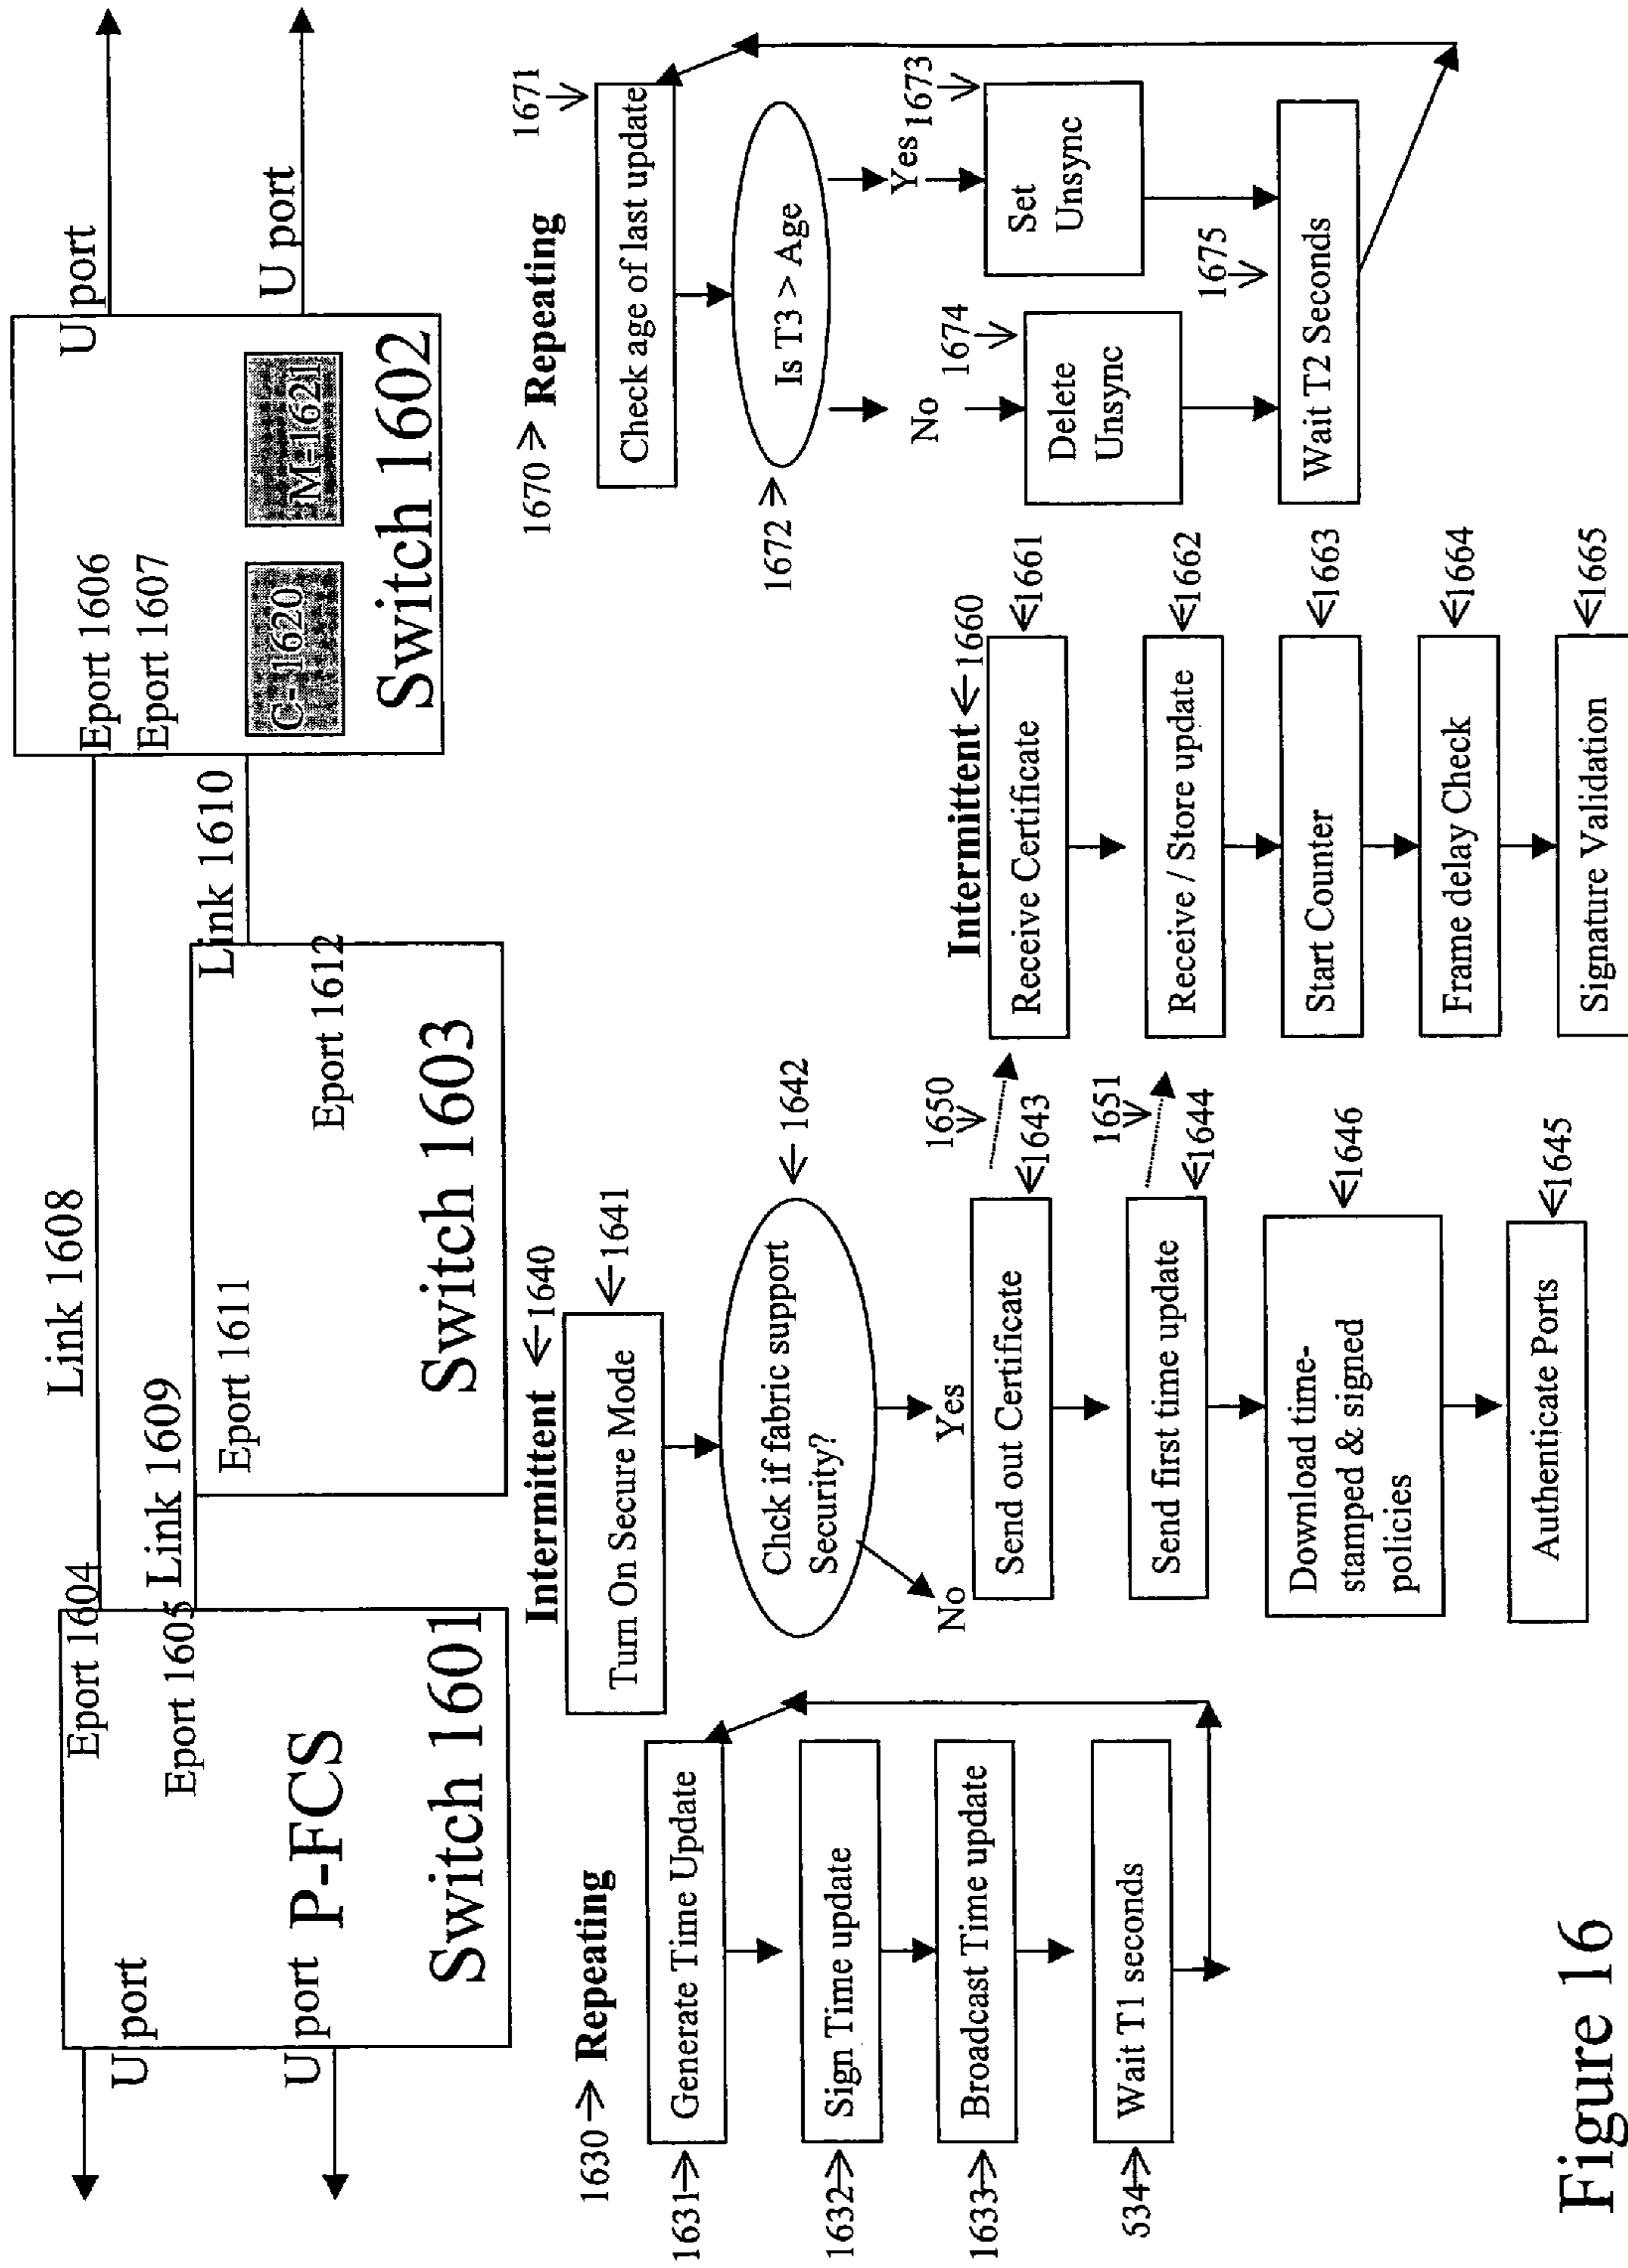 Link 1608
Eport 1604
Eport 1605
Link 1609
U port
U port
P-FCS
Switch 1601
Eport 1611
Eport 1612
Switch 1603
Link 1610
Eport 1606
Eport 1607
U port
U port
C-1620
M=1621
Switch 1602
1630 Repeating
1631
Generate Time Update
1632
Sign Time update
1633
Broadcast Time update
534
Wait T1 seconds
Intermittent 1640
Turn On Secure Mode
1641
Chck if fabric support
Security?
1642
No
Yes
Send out Certificate
1643
1650
Send first time update
1644
1651
Download time-
stamped & signed
policies
1646
Authenticate Ports
1645
Intermittent 1660
Receive Certificate
1661
Receive / Store update
1662
Start Counter
1663
Frame delay Check
1664
Signature Validation
1665
1670 Repeating
1671
Check age of last update
1672
Is T3 > Age
No
Yes
1673
1674
Delete
Unsync
Set
Unsync
1675
Wait T2 Seconds
Figure 16